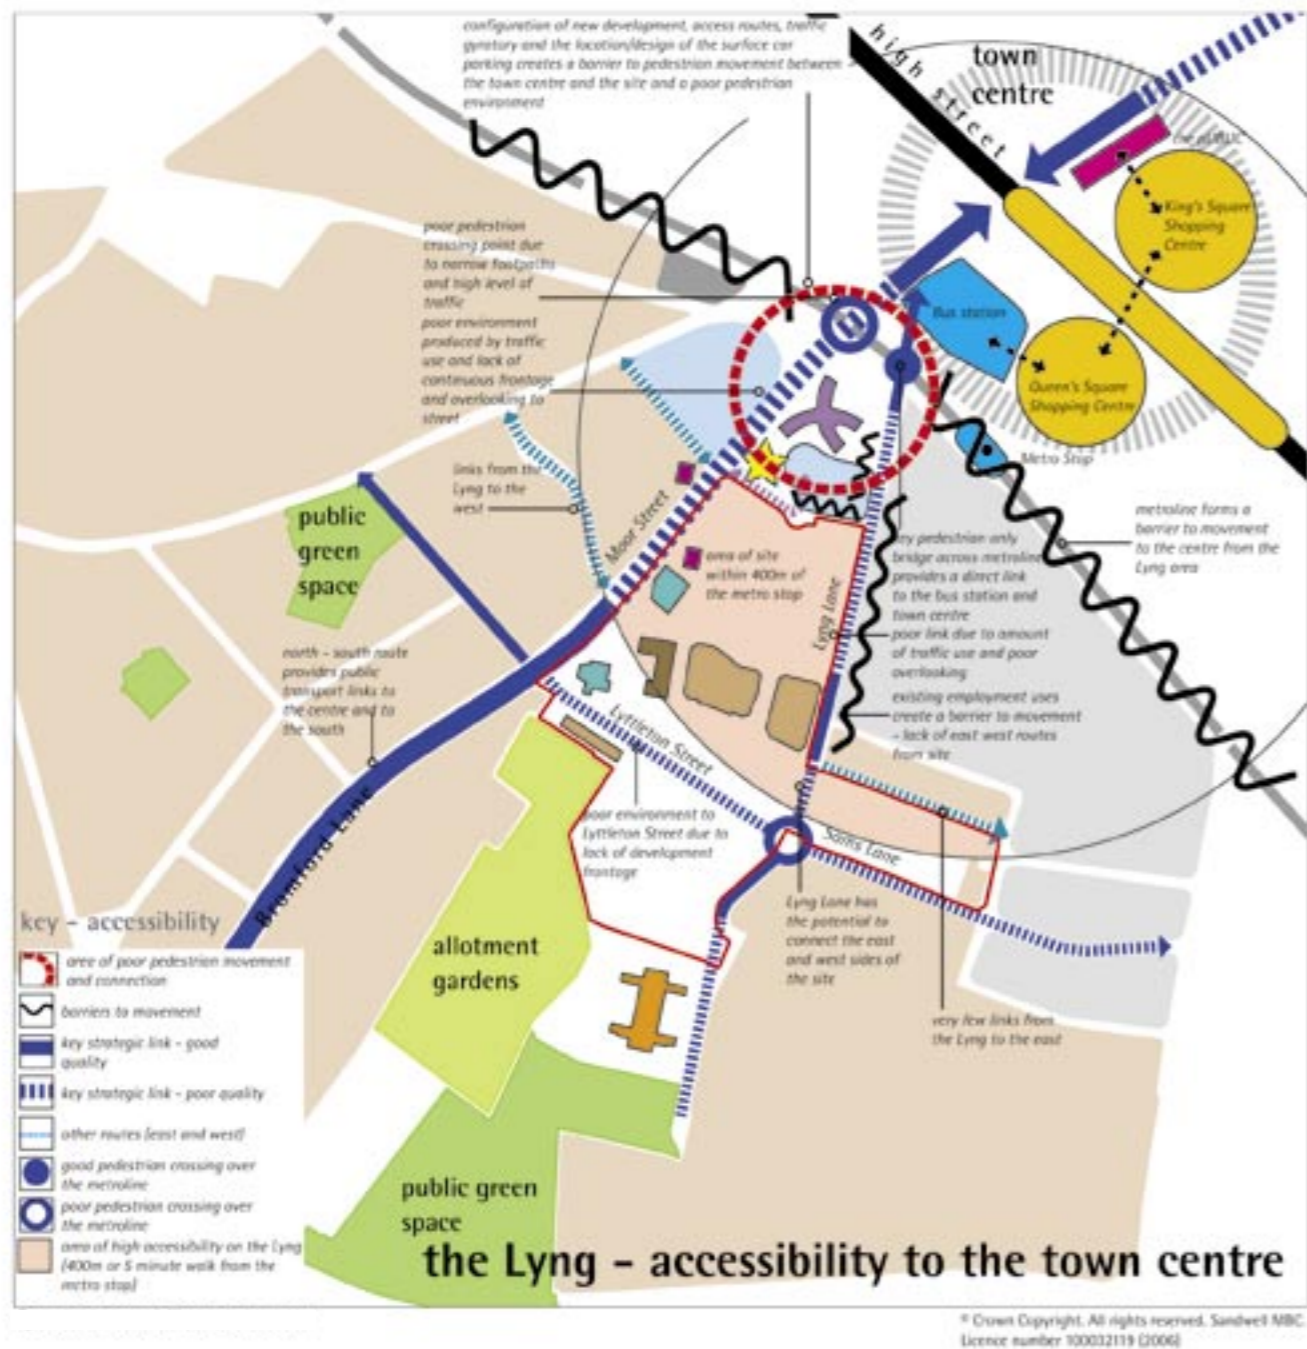 configuration of new development, access routes, traffic
gyratory and the location/design of the surface car
parking creates a barrier to pedestrian movement between
the town centre and the site and a poor pedestrian
environment
high street
town
centre
the pUBLIC
King's Square
Shopping
Centre
poor pedestrian
crossing point due
to narrow footpaths
and high level of
traffic
poor environment
produced by traffic
use and lack of
continuous frontage
and overlooking to
street
Bus station
Queen's Square
Shopping Centre
Metro Stop
links from the
Lyng to the
west
Moor Street
public
green
space
area of site
within 400m of
the metro stop
Lyng Lane
key pedestrian only
bridge across metroline
provides a direct link
to the bus station and
town centre
metroline forms a
barrier to movement
to the centre from the
Lyng area
poor link due to amount
of traffic use and poor
overlooking
north - south route
provides public
transport links to
the centre and to
the south
existing employment uses
create a barrier to movement
- lack of east west routes
from site
Lyttleton Street
poor environment to
Lyttleton Street due to
lack of development
frontage
Sams Lane
Bromford Lane
Lyng Lane has
the potential to
connect the east
and west sides of
the site
very few links from
the Lyng to the east
allotment
gardens
key - accessibility
area of poor pedestrian movement
and connection
barriers to movement
key strategic link - good
quality
key strategic link - poor quality
other routes (east and west)
good pedestrian crossing over
the metroline
poor pedestrian crossing over
the metroline
area of high accessibility on the Lyng
(400m or 5 minute walk from the
metro stop)
public green
space
the Lyng - accessibility to the town centre
© Crown Copyright. All rights reserved. Sandwell MBC.
Licence number 100032119 (2006)